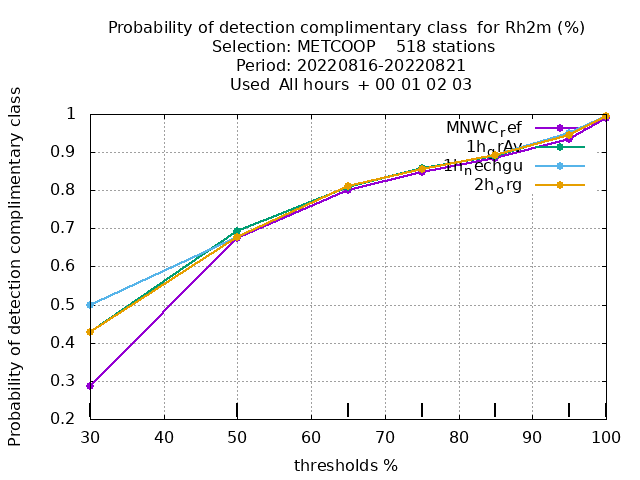 Probability of detection complimentary class for Rh2m (%)
Selection: METCOOP 518 stations
Period: 20220816-20220821
Used All hours + 00 01 02 03
Probability of detection complimentary class
1
0.9
0.8
0.7
0.6
0.5
0.4
0.3
0.2
MNWC_ref
1h_orAv
1h_nechgu
2h_org
30 40 50 60 70 80 90 100
thresholds %